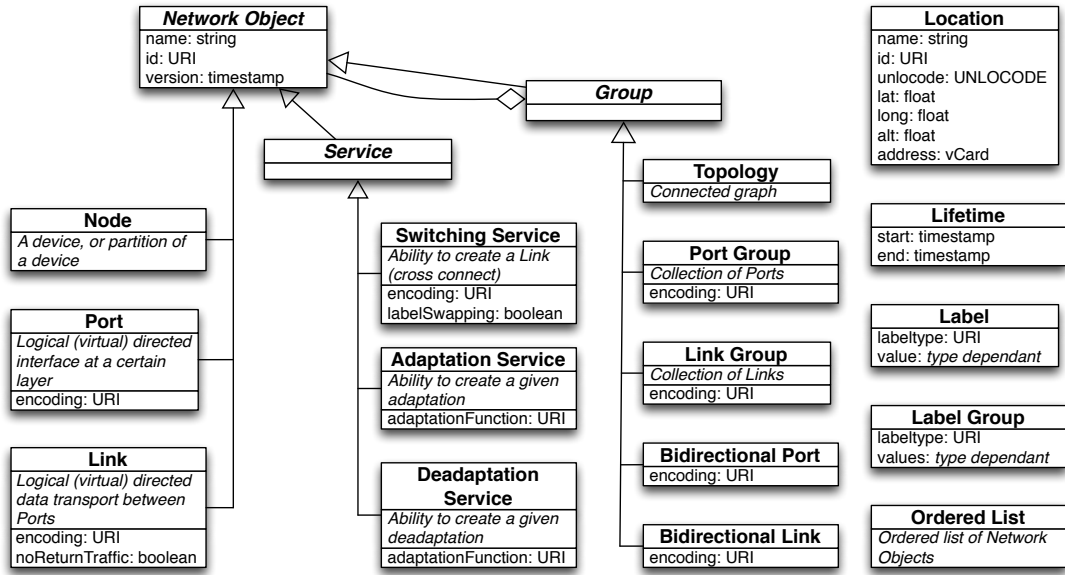 Network Object
name: string
id: URI
version: timestamp
Group
Service
Node
A device, or partition of
a device
Port
Logical (virtual) directed
interface at a certain
layer
encoding: URI
Link
Logical (virtual) directed
data transport between
Ports
encoding: URI
noReturnTraffic: boolean
Switching Service
Ability to create a Link
(cross connect)
encoding: URI
labelSwapping: boolean
Adaptation Service
Ability to create a given
adaptation
adaptationFunction: URI
Deadaptation
Service
Ability to create a given
deadaptation
adaptationFunction: URI
Topology
Connected graph
Port Group
Collection of Ports
encoding: URI
Link Group
Collection of Links
encoding: URI
Bidirectional Port
encoding: URI
Bidirectional Link
encoding: URI
Location
name: string
id: URI
unlocode: UNLOCODE
lat: float
long: float
alt: float
address: vCard
Lifetime
start: timestamp
end: timestamp
Label
labeltype: URI
value: type dependant
Label Group
labeltype: URI
values: type dependant
Ordered List
Ordered list of Network
Objects